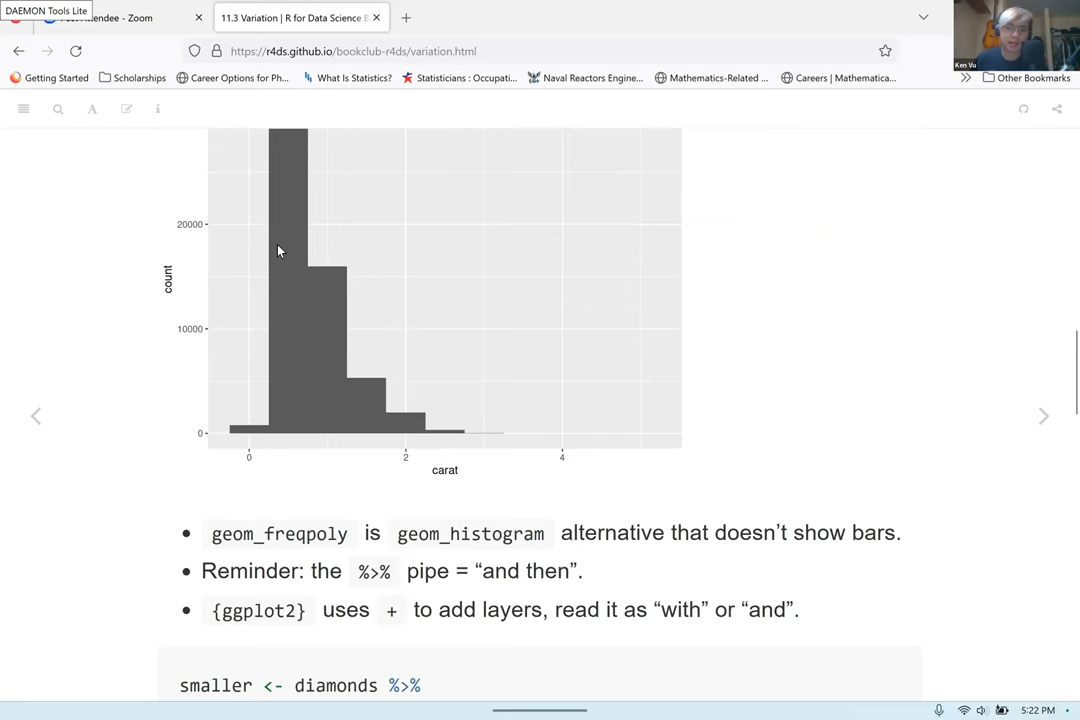 DAEMON Tools Lite
Attendee - Zoom
11.3 Variation | R for Data Science B
https://r4ds.github.io/bookclub-r4ds/variation.html
Ken Vu
Getting Started
Scholarships
Career Options for Ph...
What Is Statistics?
Statisticians : Occupati...
Naval Reactors Engine...
Mathematics-Related ...
Careers | Mathematica...
Other Bookmarks
20000
10000
0
count
0 2 4
carat
geom_freqpoly is geom_histogram alternative that doesn't show bars.
Reminder: the %>% pipe = “and then”.
{ggplot2} uses + to add layers, read it as “with” or “and”.
smaller <- diamonds %>%
5:22 PM